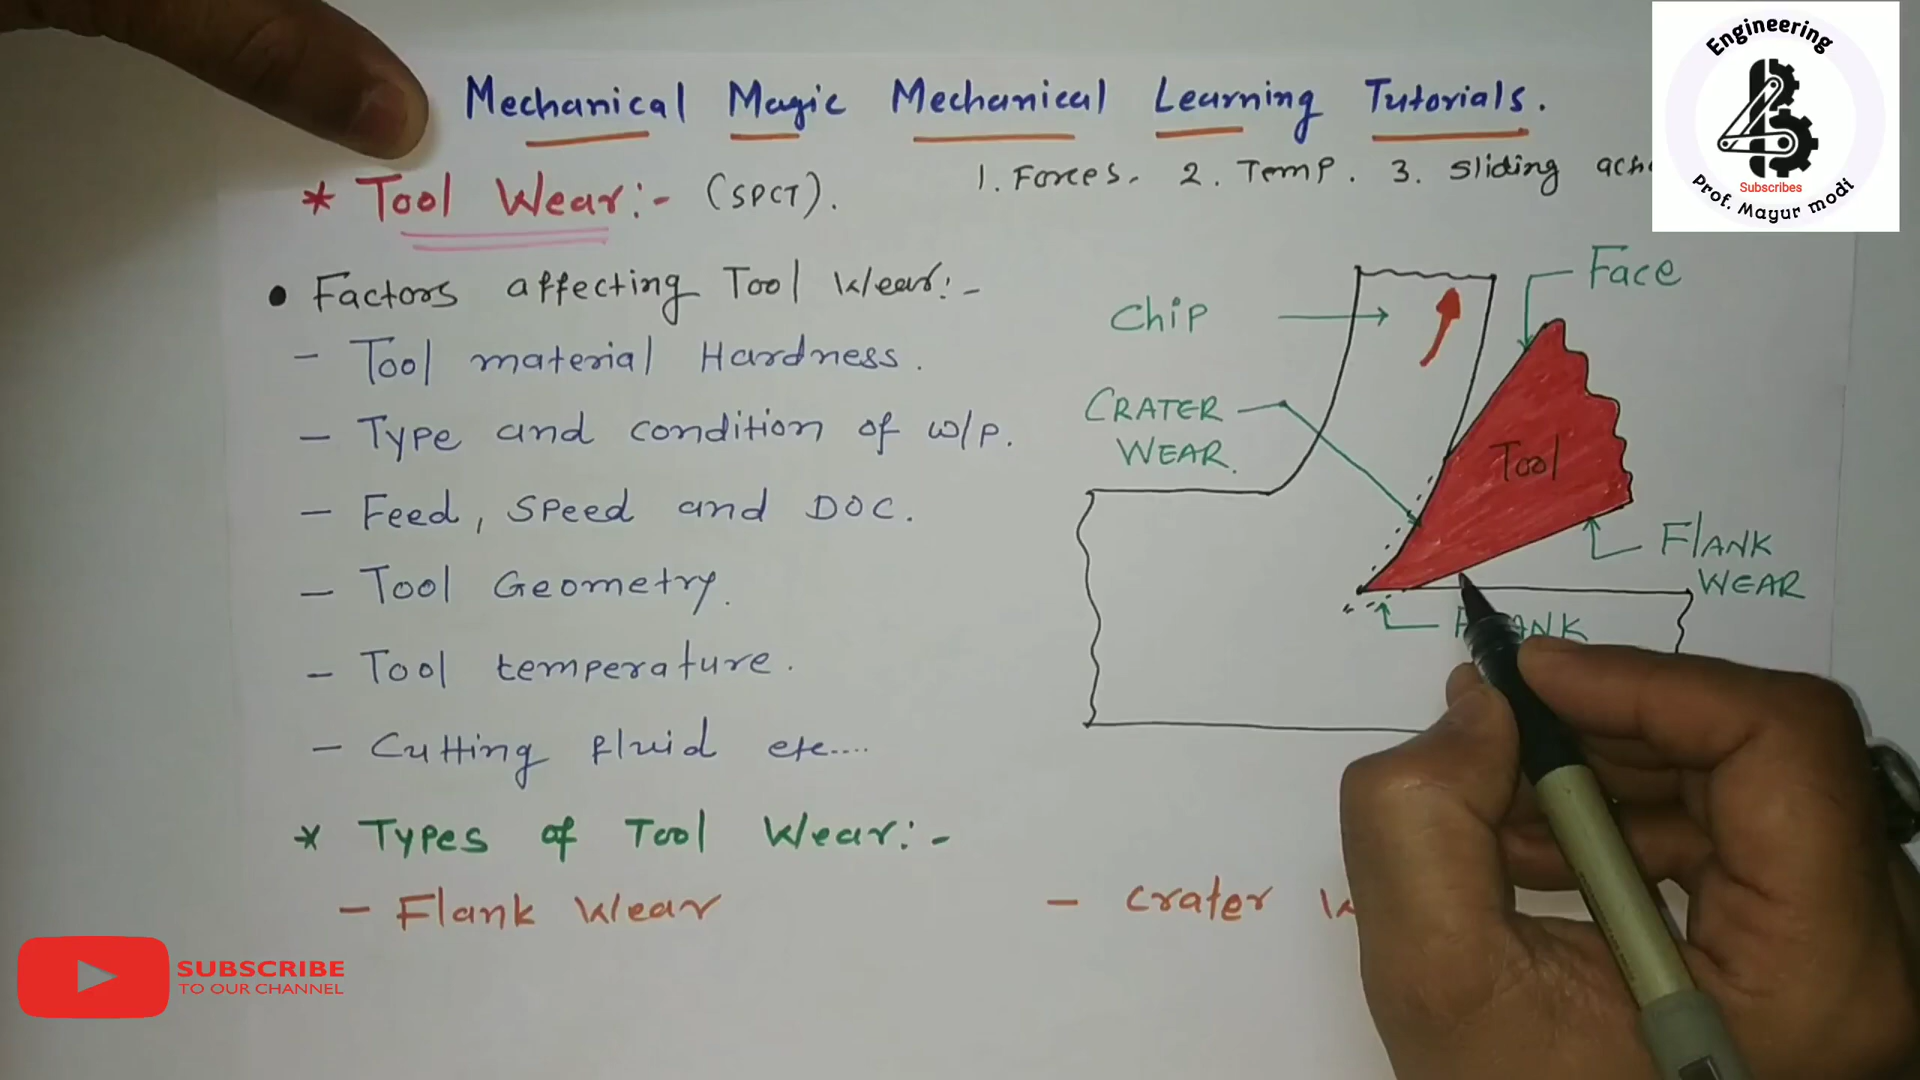 Mechanical Magic Mechanical Learning Tutorials.
* Tool Wear:- (SPCT).
1. Forces. 2. Temp. 3. Sliding
• Factors affecting Tool Wear:-
- Tool material Hardness.
- Type and condition of w/p.
- Feed, Speed and DOC.
- Tool Geometry.
- Tool temperature.
- Cutting fluid etc....
* Types of Tool Wear:-
- Flank Wear
- Crater
Face
Chip
CRATER
WEAR.
Tool
FLANK
WEAR
FLANK
Engineering
Subscribes
Prof. Mayur modi
SUBSCRIBE
TO OUR CHANNEL